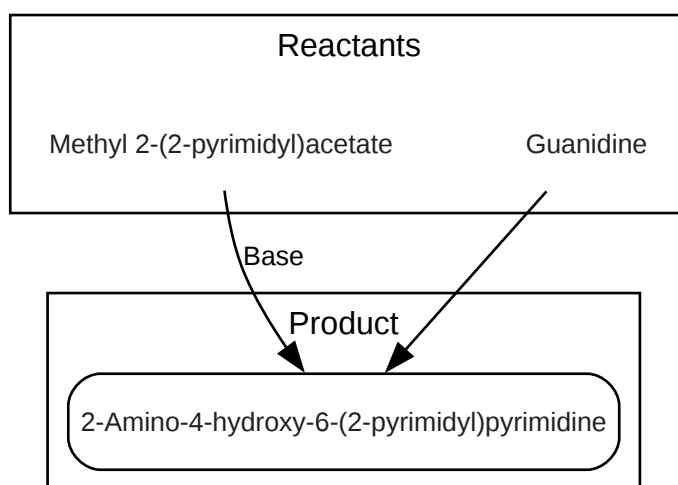 Reactants
Methyl 2-(2-pyrimidyl)acetate
Guanidine
Base
Product
2-Amino-4-hydroxy-6-(2-pyrimidyl)pyrimidine